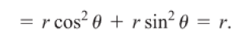 = r cos² θ + r sin² θ = r.